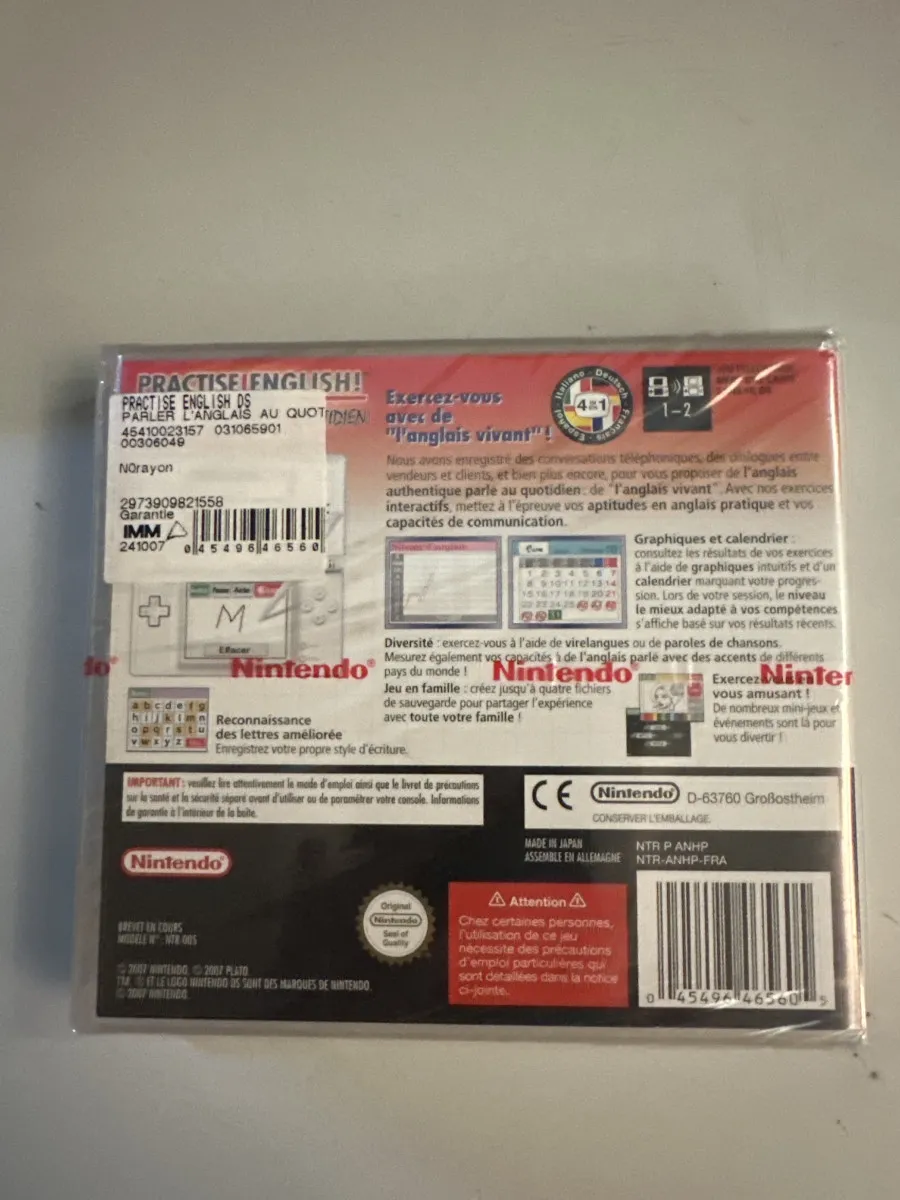 PRACTISE ENGLISH!
PRACTISE ENGLISH DS
PARLER L'ANGLAIS AU QUOTIDIEN
45410023157 031065901
00306049
N0rayon
2973909821558
Garantie
IMM
241007
0 45496 46560
Exercez-vous
avec de
"l'anglais vivant" !
Italiano - Deutsch
Français - Español
4 en 1
1-2
Nous avons enregistré des conversations téléphoniques, des dialogues entre
vendeurs et clients, et bien plus encore, pour vous proposer de l'anglais
authentique parlé au quotidien : de "l'anglais vivant". Avec nos exercices
interactifs, mettez à l'épreuve vos aptitudes en anglais pratique et vos
capacités de communication.
Graphiques et calendrier :
consultez les résultats de vos exercices
à l'aide de graphiques intuitifs et d'un
calendrier marquant votre progres-
sion. Lors de votre session, le niveau
le mieux adapté à vos compétences
s'affiche basé sur vos résultats récents.
M
Effacer
Diversité : exercez-vous à l'aide de virelangues ou de paroles de chansons.
Mesurez également vos capacités à de l'anglais parlé avec des accents de différents
pays du monde !
Nintendo®
Nintendo®
Jeu en famille : créez jusqu'à quatre fichiers
de sauvegarde pour partager l'expérience
avec toute votre famille !
Exercez-vous en
vous amusant !
De nombreux mini-jeux et
événements sont là pour
vous divertir !
a b c d e f g
h i j k l m n
o p q r s t u
v w x y z
Reconnaissance
des lettres améliorée
Enregistrez votre propre style d'écriture.
IMPORTANT : veuillez lire attentivement le mode d'emploi ainsi que le livret de précautions
sur la santé et la sécurité séparé avant d'utiliser ou de paramétrer votre console. Informations
de garantie à l'intérieur de la boîte.
CE
Nintendo®
D-63760 Großostheim
CONSERVER L'EMBALLAGE.
MADE IN JAPAN
ASSEMBLÉ EN ALLEMAGNE
NTR P ANHP
NTR-ANHP-FRA
Nintendo®
Original
Nintendo
Seal of
Quality
BREVET EN COURS
MODÈLE N° : NTR-005
© 2007 NINTENDO. © 2007 PLATO.
TM, ® ET LE LOGO NINTENDO DS SONT DES MARQUES DE NINTENDO.
© 2007 NINTENDO.
⚠ Attention ⚠
Chez certaines personnes,
l'utilisation de ce jeu
nécessite des précautions
d'emploi particulières qui
sont détaillées dans la notice
ci-jointe.
0 45496 46560 5